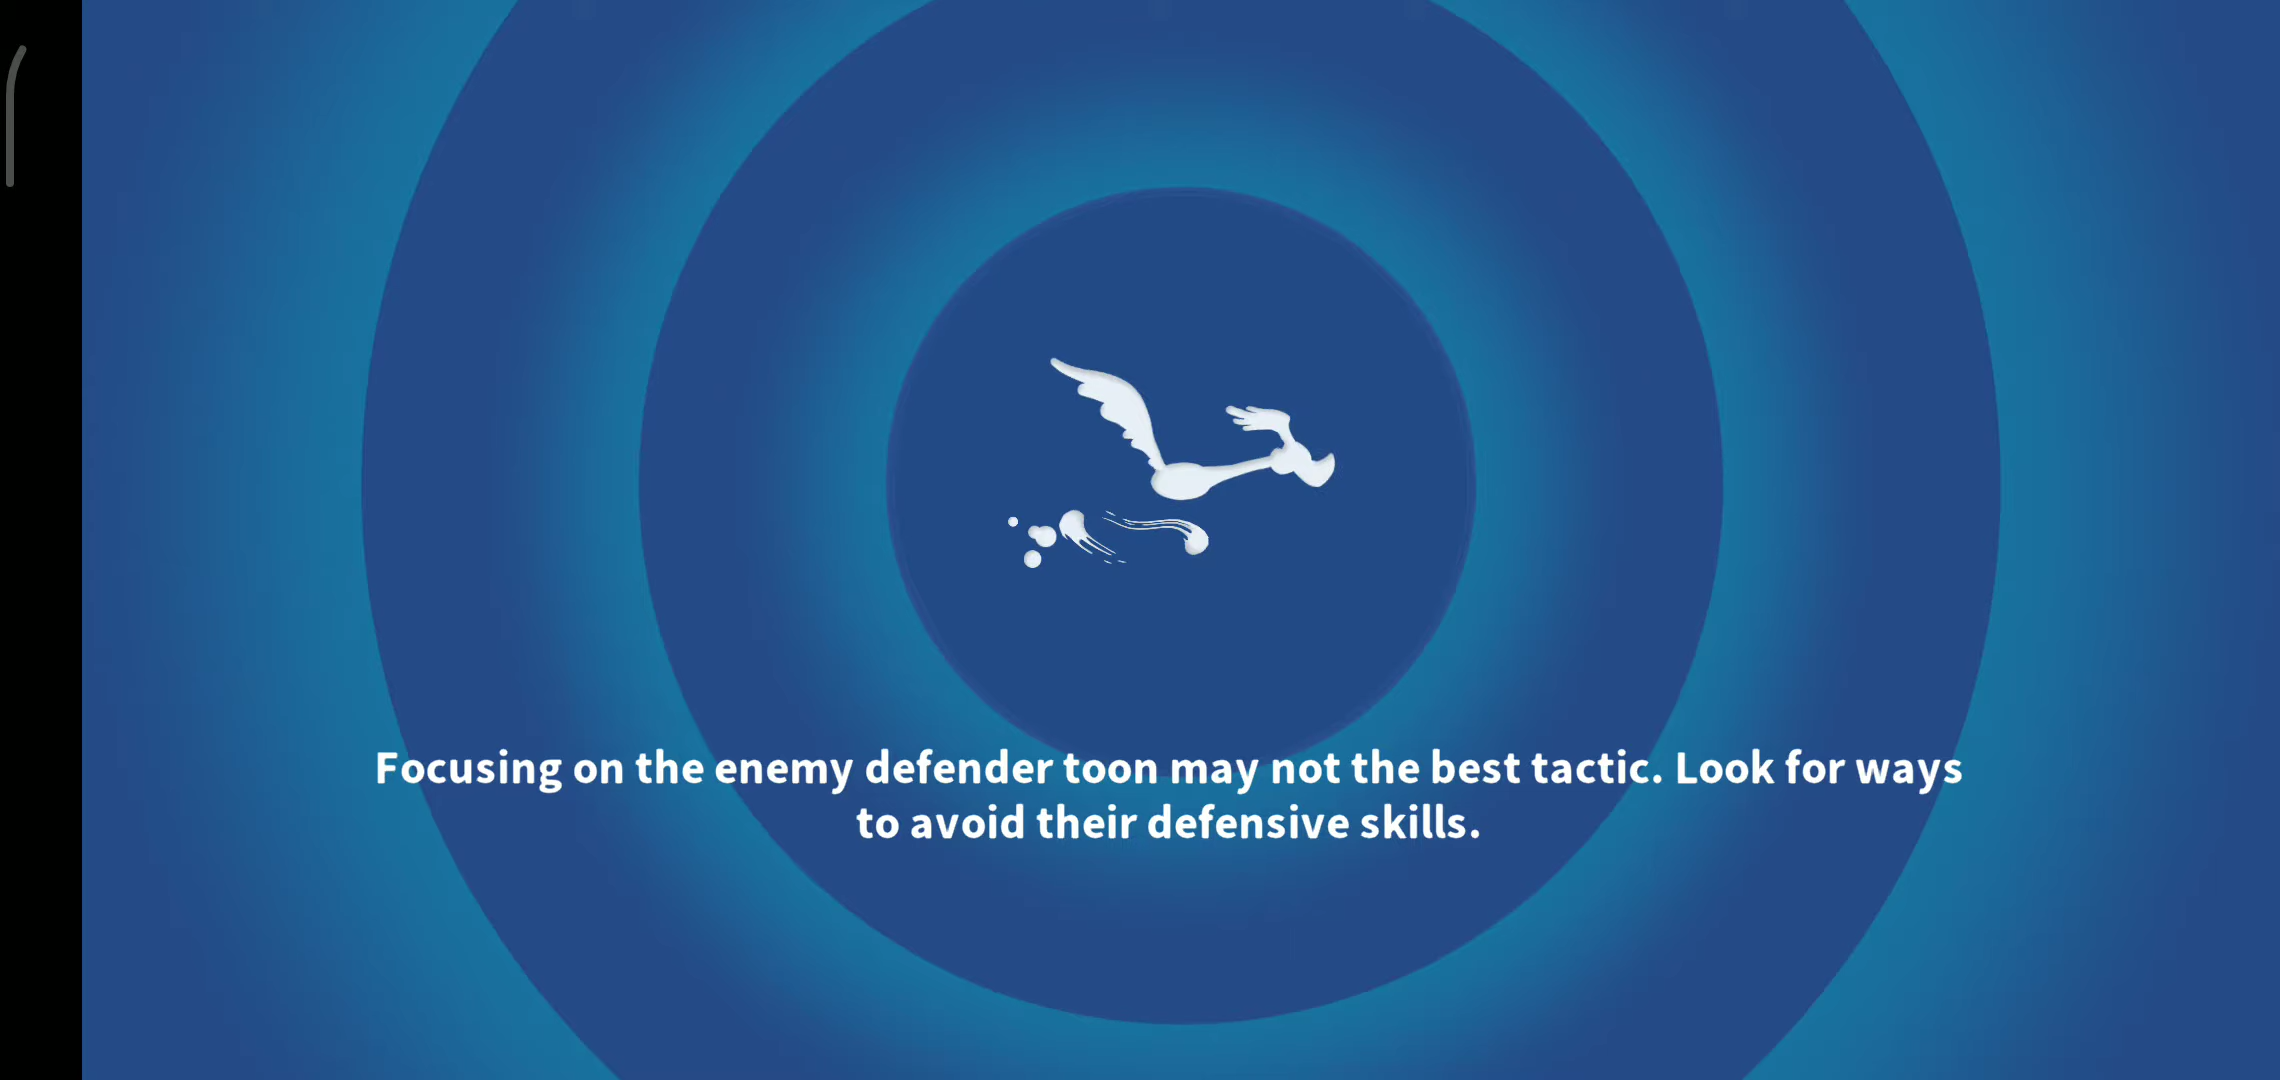 Focusing on the enemy defender toon may not the best tactic. Look for ways
to avoid their defensive skills.